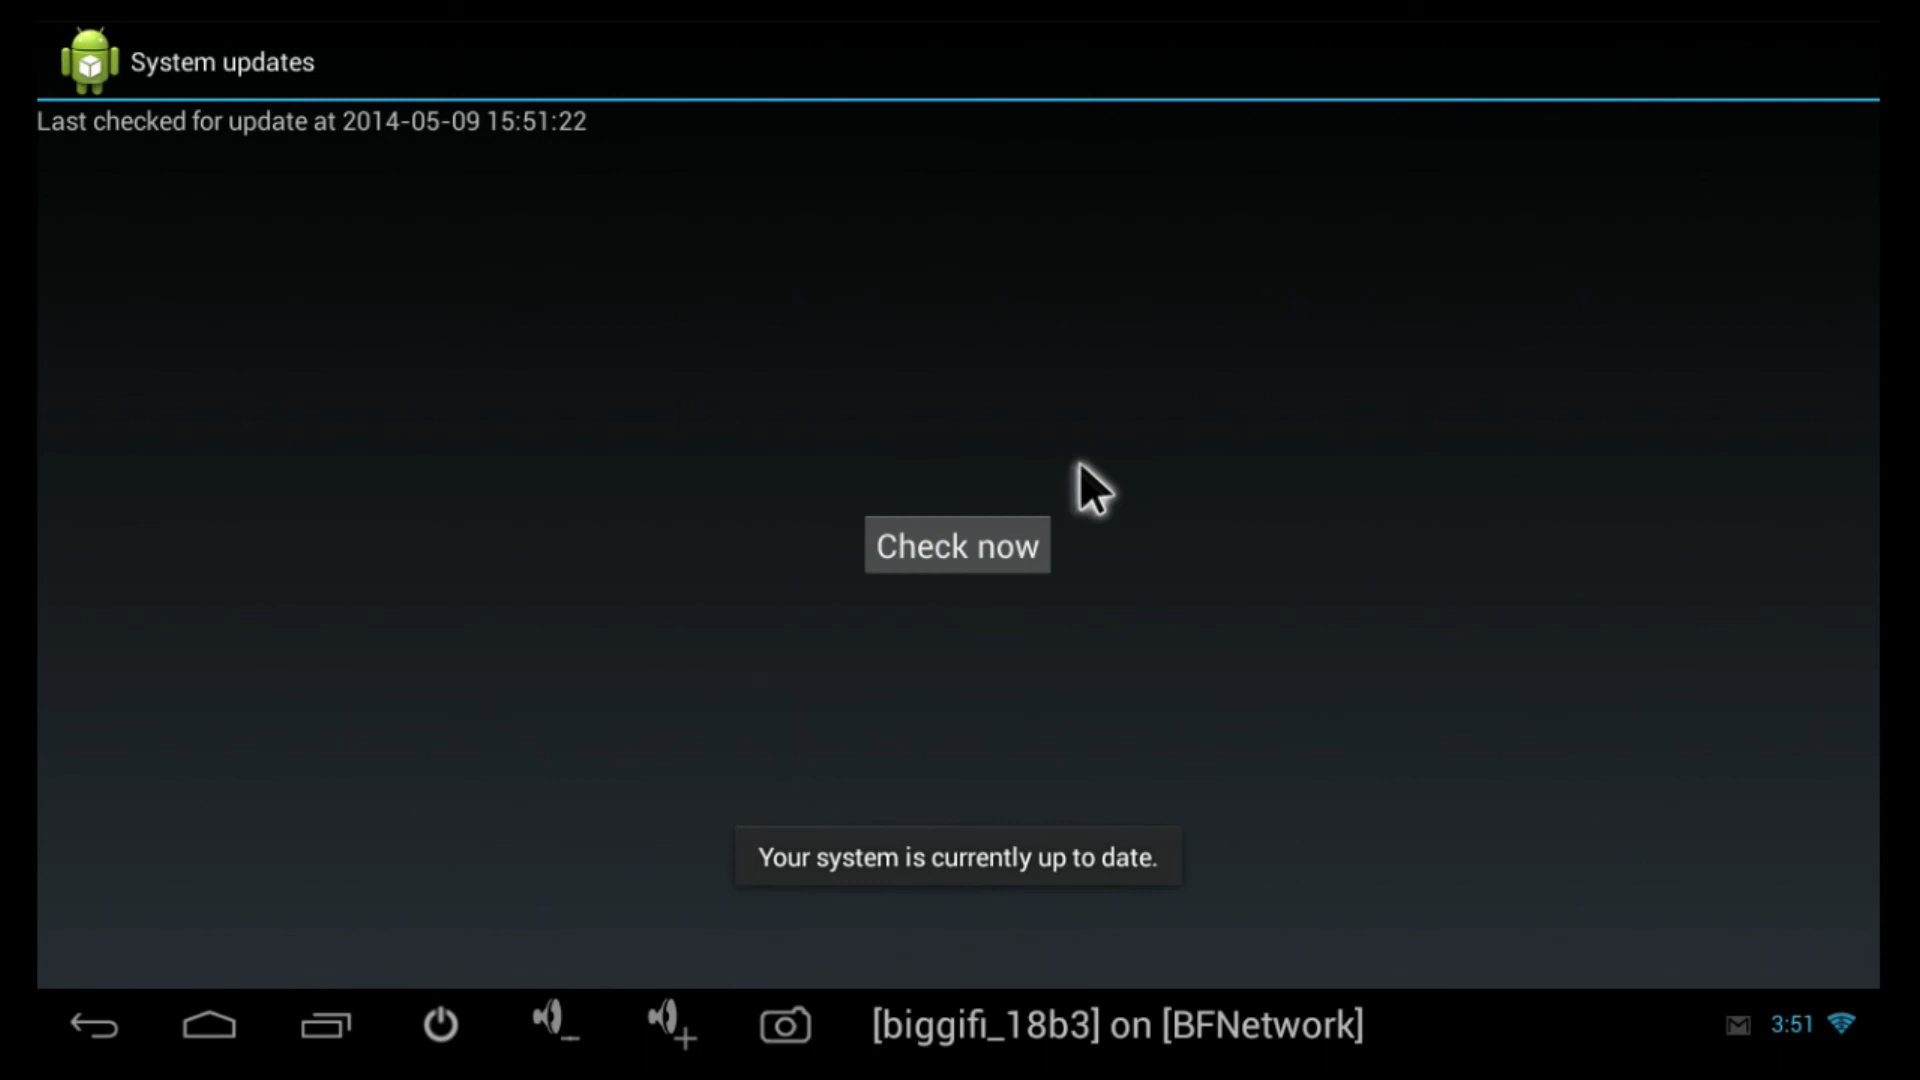 System updates
Last checked for update at 2014-05-09 15:51:22
Check now
Your system is currently up to date.
[biggifi_18b3] on [BFNetwork]
3:51